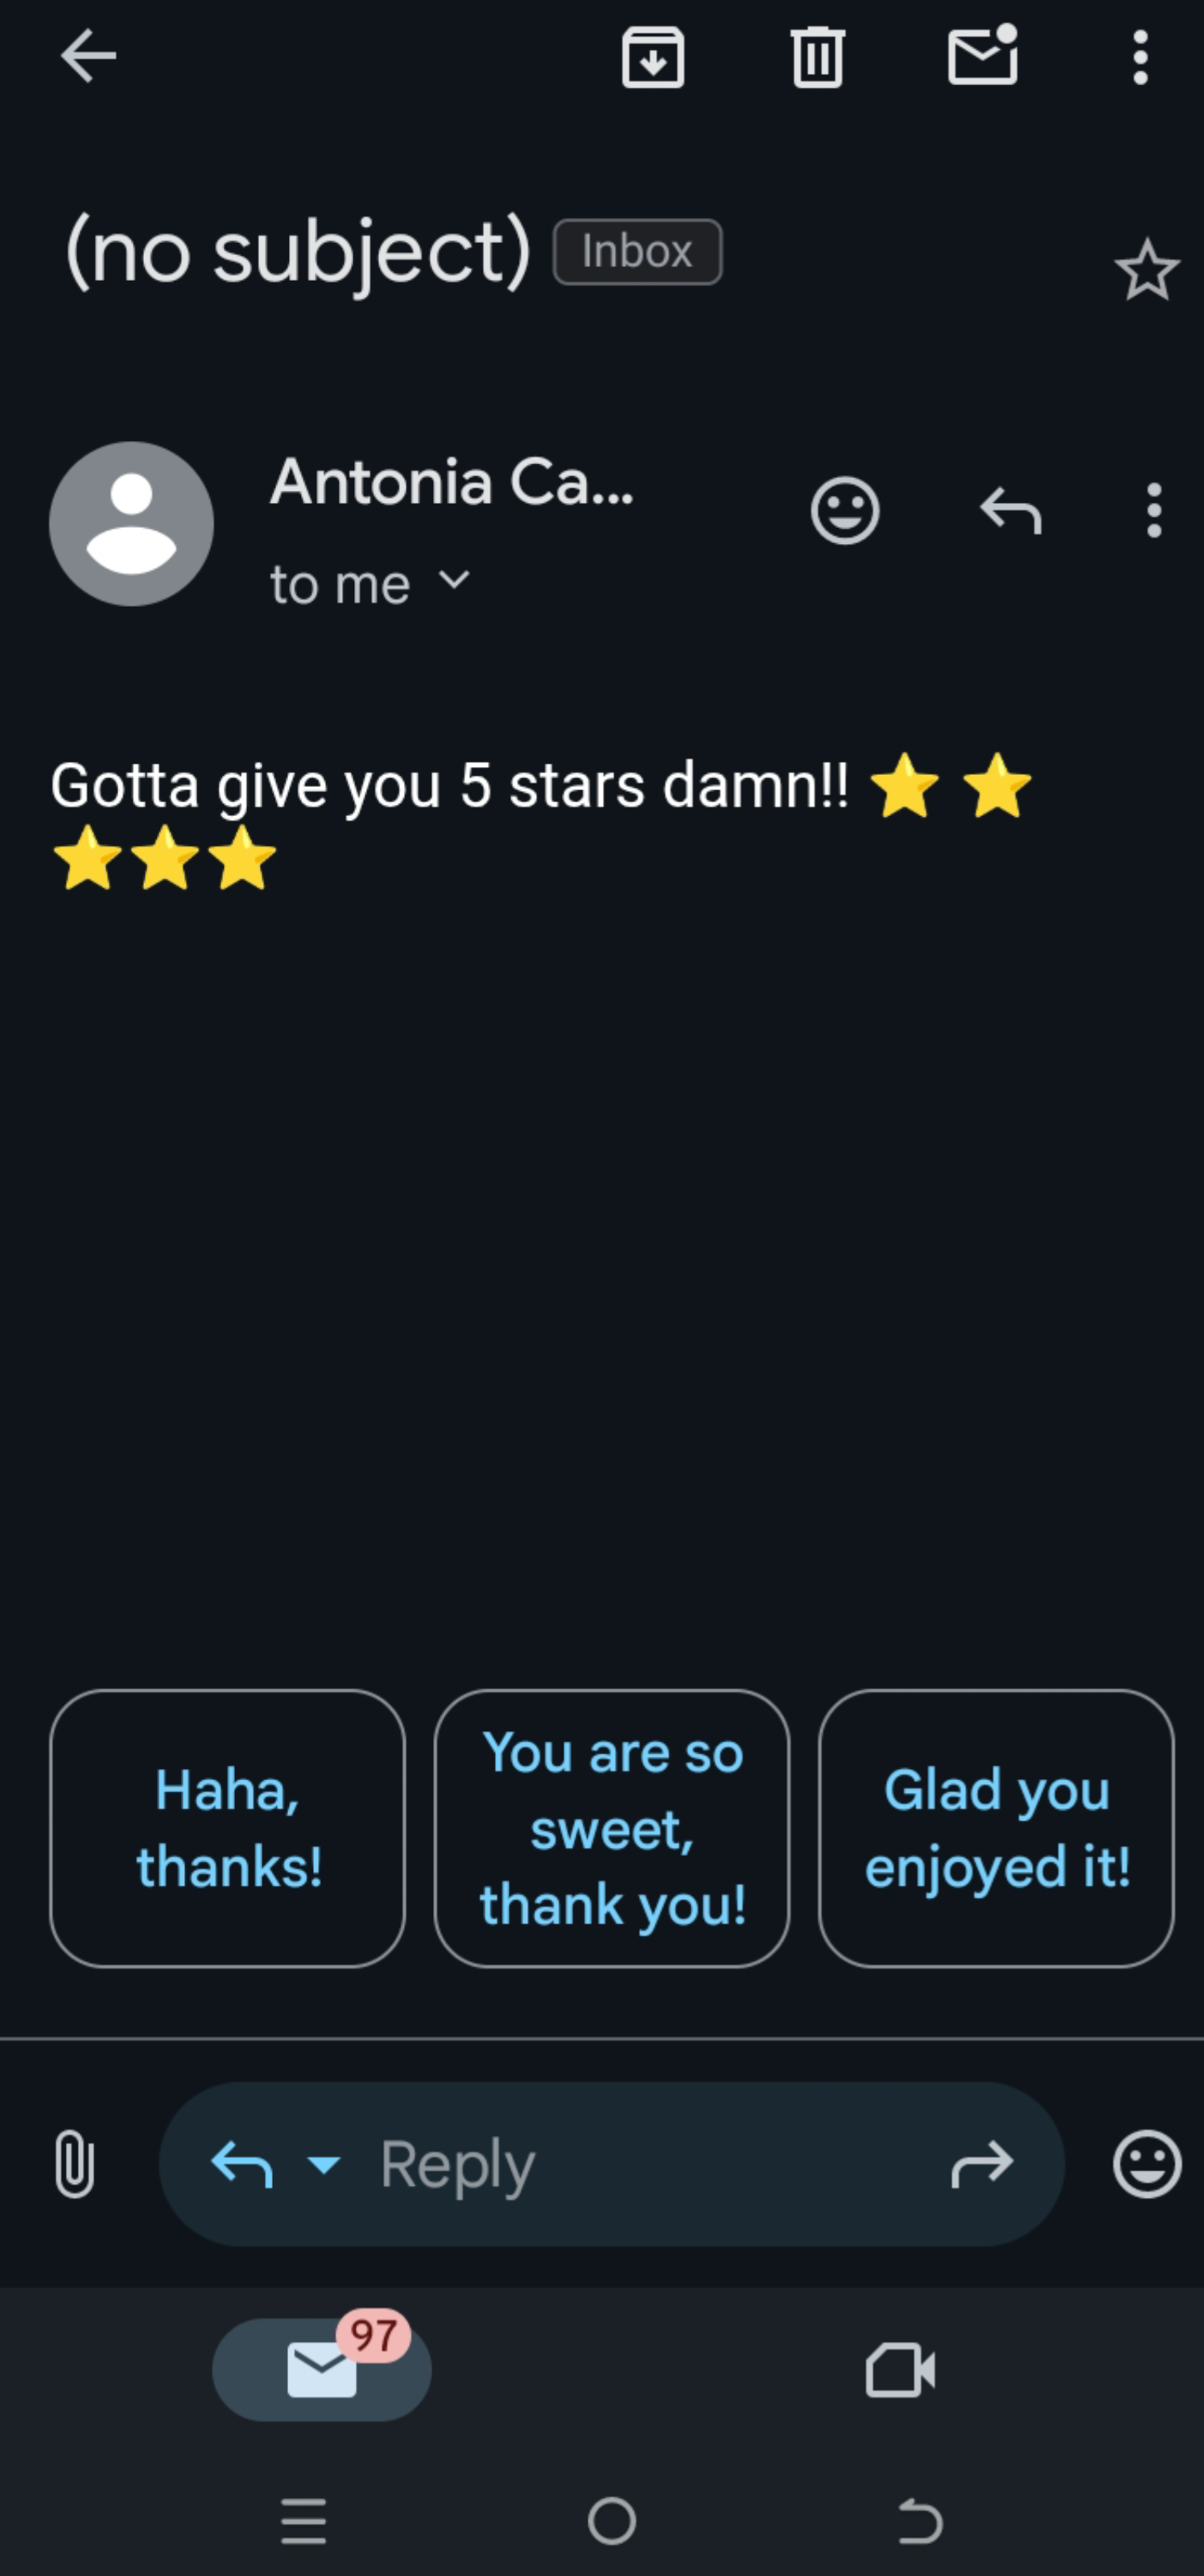 (no subject) Inbox
Antonia Ca...
to me
Gotta give you 5 stars damn!! ⭐ ⭐
⭐⭐⭐
Haha,
thanks!
You are so
sweet,
thank you!
Glad you
enjoyed it!
Reply
97